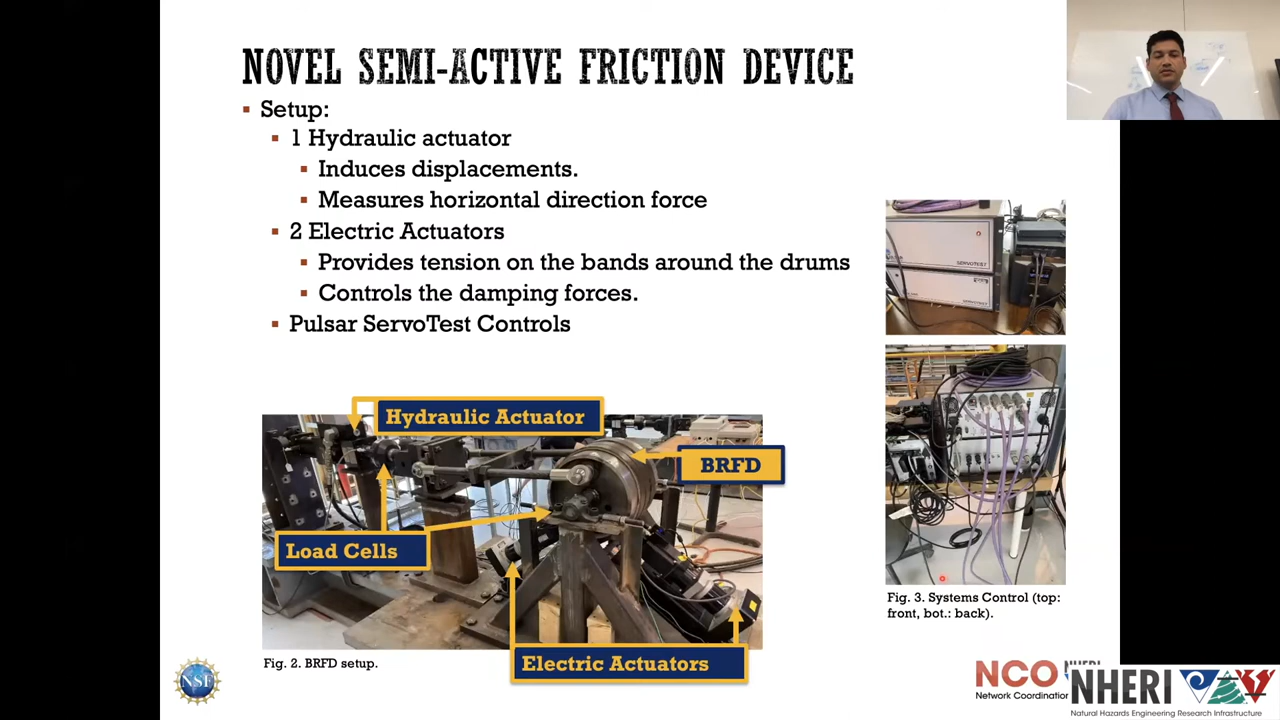 NOVEL SEMI-ACTIVE FRICTION DEVICE
Setup:
1 Hydraulic actuator
Induces displacements.
Measures horizontal direction force
2 Electric Actuators
Provides tension on the bands around the drums
Controls the damping forces.
Pulsar ServoTest Controls
SERVOTEST
SERVOTEST
Hydraulic Actuator
BRFD
Load Cells
Electric Actuators
Fig. 2. BRFD setup.
Fig. 3. Systems Control (top:
front, bot.: back).
NSF
NCO
Network Coordination
NHERI
Natural Hazards Engineering Research Infrastructure